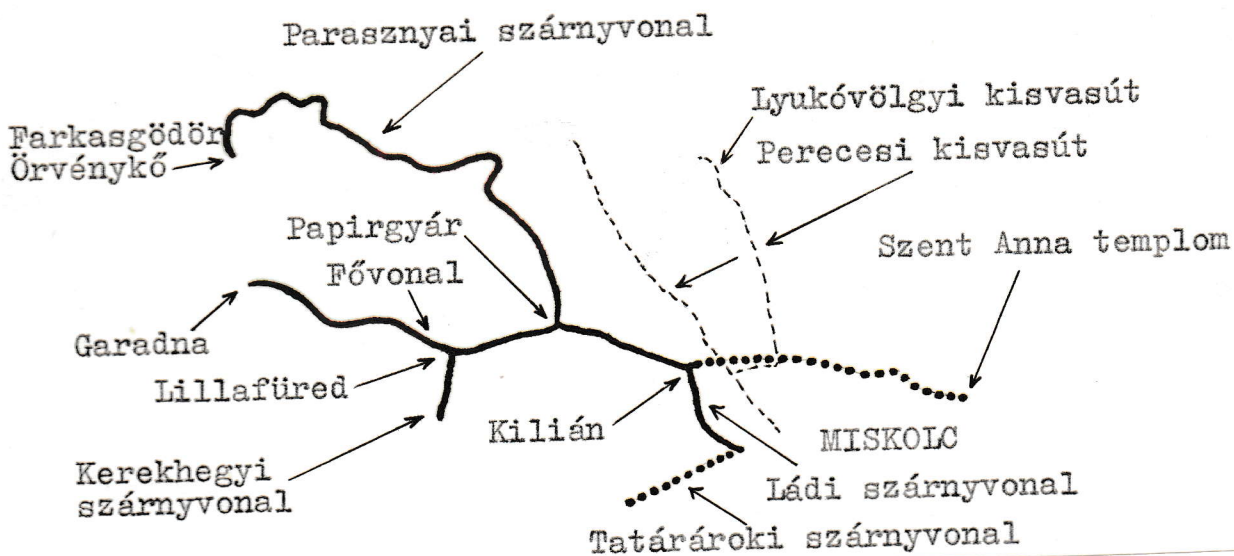 Parasznyai szárnyvonal
Lyukóvölgyi kisvasút
Farkasgödör
Örvénykő
Perecesi kisvasút
Papirgyár
Szent Anna templom
Fővonal
Garadna
Lillafüred
Kilián
MISKOLC
Kerekhegyi
szárnyvonal
Ládi szárnyvonal
Tatárároki szárnyvonal